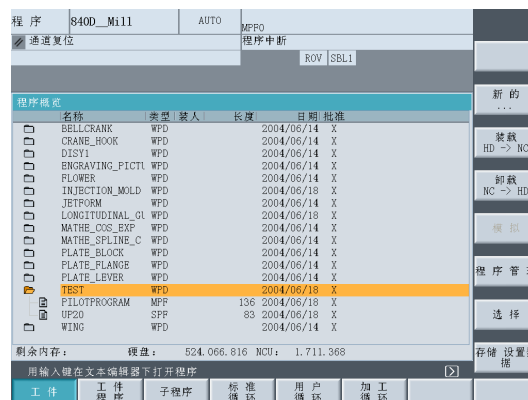 程 序 840D__Mill AUTO MPF0
通道复位 程序中断
ROV SBL1
程序概览
名称 类型 装入 长度 日期 批准
BELLCRANK WPD 2004/06/14 X
CRANE_HOOK WPD 2004/06/14 X
DISY1 WPD 2004/06/14 X
ENGRAVING_PICTU WPD 2004/06/14 X
FLOWER WPD 2004/06/14 X
INJECTION_MOLD WPD 2004/06/18 X
JETFORM WPD 2004/06/14 X
LONGITUDINAL_GU WPD 2004/06/18 X
MATHE_COS_EXP WPD 2004/06/14 X
MATHE_SPLINE_C WPD 2004/06/14 X
PLATE_BLOCK WPD 2004/06/14 X
PLATE_FLANGE WPD 2004/06/14 X
PLATE_LEVER WPD 2004/06/14 X
TEST WPD 2004/06/18 X
PILOTPROGRAM MPF 136 2004/06/18 X
UP20 SPF 83 2004/06/18 X
WING WPD 2004/06/14 X
剩余内存: 硬盘: 524.066.816 NCU: 1.711.368
用输入键在文本编辑器下打开程序
新 的
...
装载
HD -> NC
卸载
NC -> HD
模 拟
程 序 管 理
选 择
存储 设置数
据
工 件
工 件
程 序
子程序
标 准
循 环
用 户
循 环
加 工
循 环